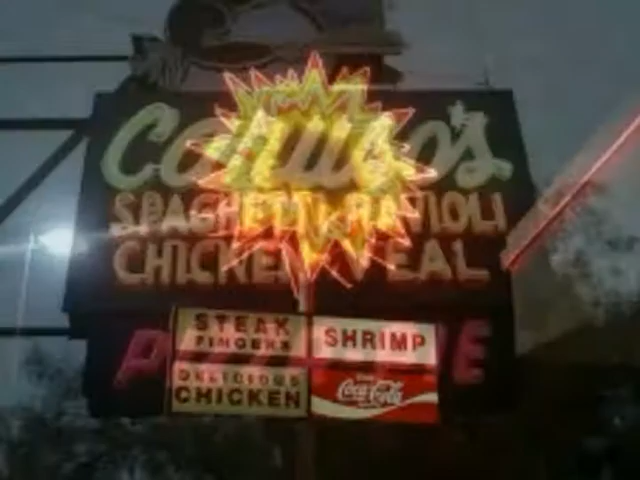 SPAGHETTI RAVIOLI
CHICKEN VEAL
STEAK
FINGERS
SHRIMP
DELICIOUS
CHICKEN
Coca-Cola